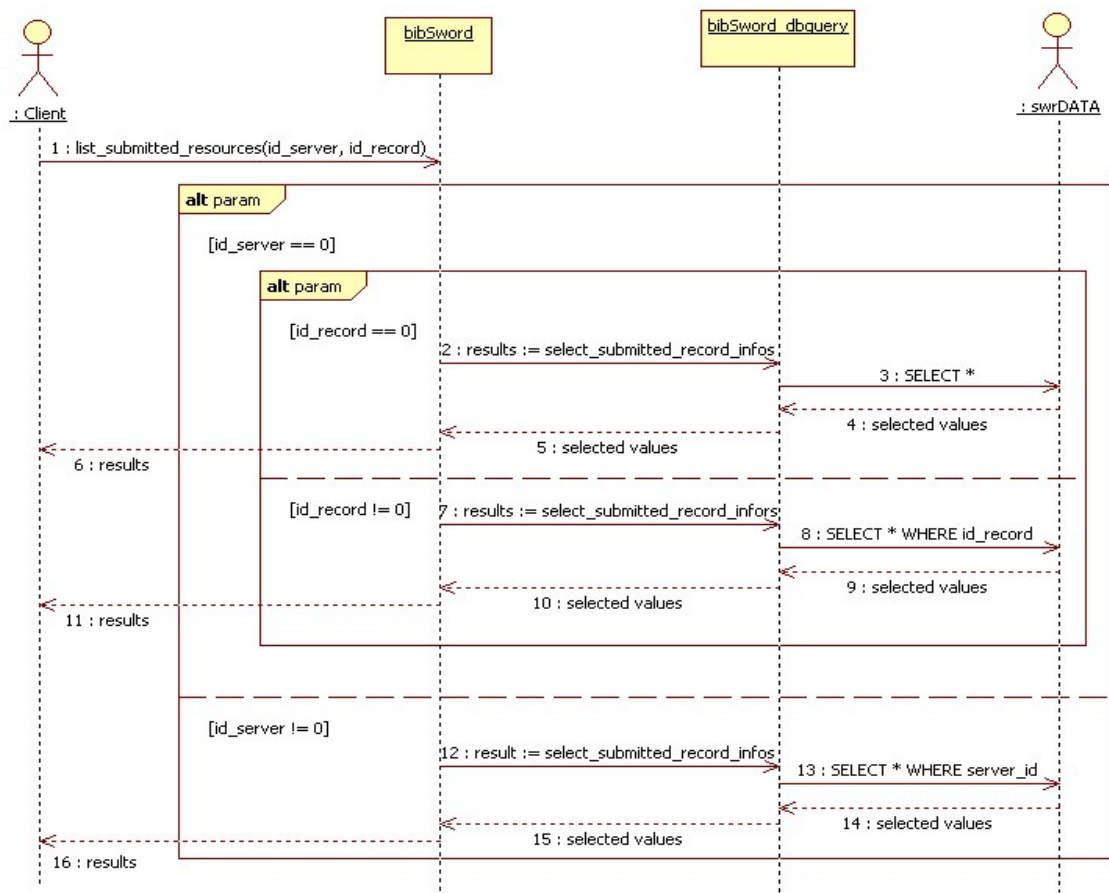 bibSword
bibSword_dbquery
: Client
: swrDATA
1 : list_submitted_resources(id_server, id_record)
alt param
[id_server == 0]
alt param
[id_record == 0]
2 : results := select_submitted_record_infos
3 : SELECT *
4 : selected values
5 : selected values
6 : results
[id_record != 0]
7 : results := select_submitted_record_infors
8 : SELECT * WHERE id_record
9 : selected values
10 : selected values
11 : results
[id_server != 0]
12 : result := select_submitted_record_infos
13 : SELECT * WHERE server_id
14 : selected values
15 : selected values
16 : results